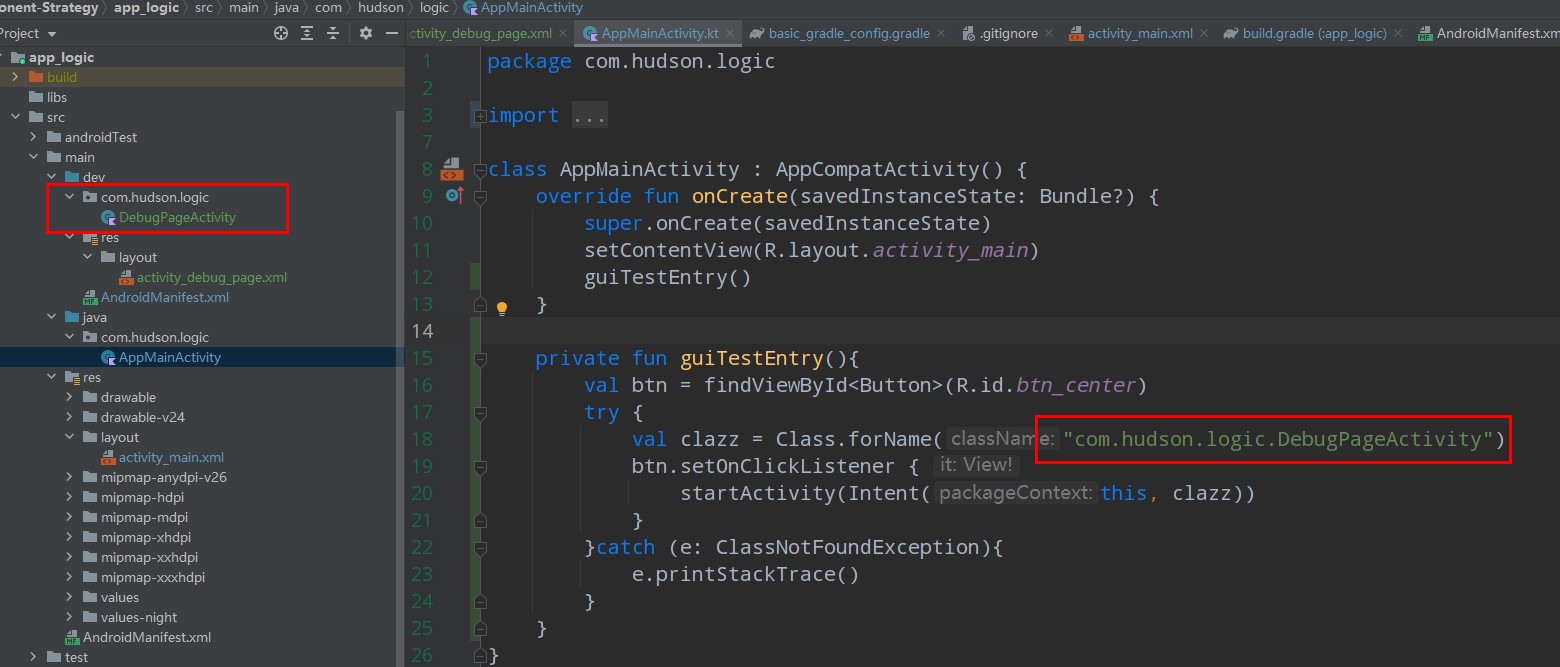 onent-Strategy > app_logic > src > main > java > com > hudson > logic > AppMainActivity
Project
ctivity_debug_page.xml AppMainActivity.kt basic_gradle_config.gradle .gitignore activity_main.xml build.gradle (:app_logic) AndroidManifest.xm
app_logic
build
libs
src
androidTest
main
dev
com.hudson.logic
DebugPageActivity
res
layout
activity_debug_page.xml
AndroidManifest.xml
java
com.hudson.logic
AppMainActivity
res
drawable
drawable-v24
layout
activity_main.xml
mipmap-anydpi-v26
mipmap-hdpi
mipmap-mdpi
mipmap-xhdpi
mipmap-xxhdpi
mipmap-xxxhdpi
values
values-night
AndroidManifest.xml
test
1 package com.hudson.logic
2
3 import ...
7
8 class AppMainActivity : AppCompatActivity() {
9 override fun onCreate(savedInstanceState: Bundle?) {
10 super.onCreate(savedInstanceState)
11 setContentView(R.layout.activity_main)
12 guiTestEntry()
13 }
14
15 private fun guiTestEntry(){
16 val btn = findViewById<Button>(R.id.btn_center)
17 try {
18 val clazz = Class.forName( className: "com.hudson.logic.DebugPageActivity")
19 btn.setOnClickListener { it: View!
20 startActivity(Intent( packageContext: this, clazz))
21 }
22 }catch (e: ClassNotFoundException){
23 e.printStackTrace()
24 }
25 }
26 }